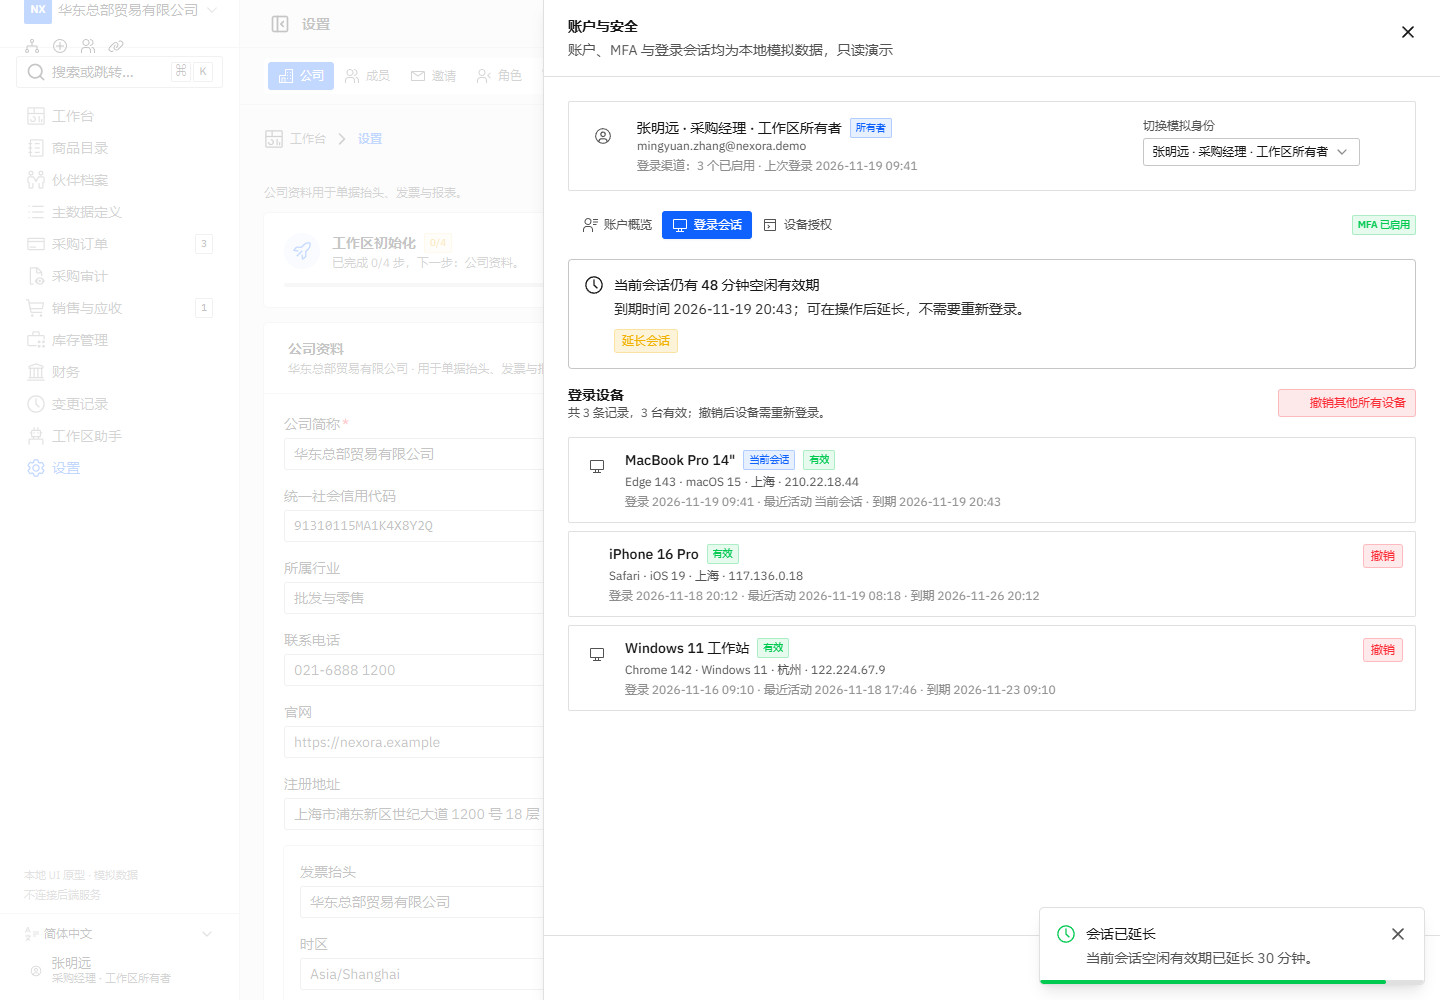 NX 华东总部贸易有限公司
搜索或跳转... ⌘ K
工作台
商品目录
伙伴档案
主数据定义
采购订单 3
采购审计
销售与应收 1
库存管理
财务
变更记录
工作区助手
设置
本地 UI 原型 · 模拟数据
不连接后端服务
简体中文
张明远
采购经理 · 工作区所有者
设置
公司 成员 邀请 角色
工作台 设置
公司资料用于单据抬头、发票与报表。
工作区初始化 0/4
已完成 0/4 步，下一步：公司资料。
公司资料
华东总部贸易有限公司 · 用于单据抬头、发票与报
公司简称 *
华东总部贸易有限公司
统一社会信用代码
91310115MA1K4X8Y2Q
所属行业
批发与零售
联系电话
021-6888 1200
官网
https://nexora.example
注册地址
上海市浦东新区世纪大道 1200 号 18 层
发票抬头
华东总部贸易有限公司
时区
Asia/Shanghai
账户与安全
账户、MFA 与登录会话均为本地模拟数据，只读演示
张明远 · 采购经理 · 工作区所有者 所有者
mingyuan.zhang@nexora.demo
登录渠道：3 个已启用 · 上次登录 2026-11-19 09:41
切换模拟身份
张明远 · 采购经理 · 工作区所有者
账户概览 登录会话 设备授权 MFA 已启用
当前会话仍有 48 分钟空闲有效期
到期时间 2026-11-19 20:43；可在操作后延长，不需要重新登录。
延长会话
登录设备
共 3 条记录，3 台有效；撤销后设备需重新登录。
撤销其他所有设备
MacBook Pro 14" 当前会话 有效
Edge 143 · macOS 15 · 上海 · 210.22.18.44
登录 2026-11-19 09:41 · 最近活动 当前会话 · 到期 2026-11-19 20:43
iPhone 16 Pro 有效 撤销
Safari · iOS 19 · 上海 · 117.136.0.18
登录 2026-11-18 20:12 · 最近活动 2026-11-19 08:18 · 到期 2026-11-26 20:12
Windows 11 工作站 有效 撤销
Chrome 142 · Windows 11 · 杭州 · 122.224.67.9
登录 2026-11-16 09:10 · 最近活动 2026-11-18 17:46 · 到期 2026-11-23 09:10
会话已延长
当前会话空闲有效期已延长 30 分钟。